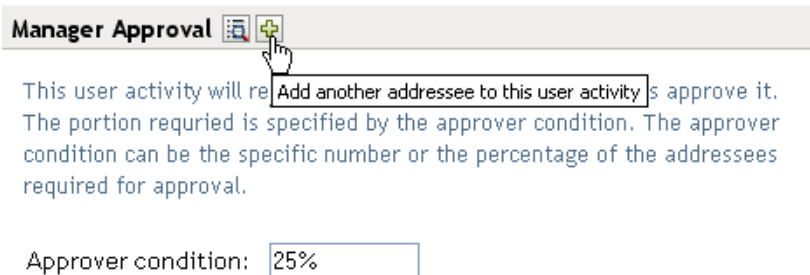 Manager Approval
This user activity will re Add another addressee to this user activity s approve it.
The portion requried is specified by the approver condition. The approver
condition can be the specific number or the percentage of the addressees
required for approval.
Approver condition: 25%